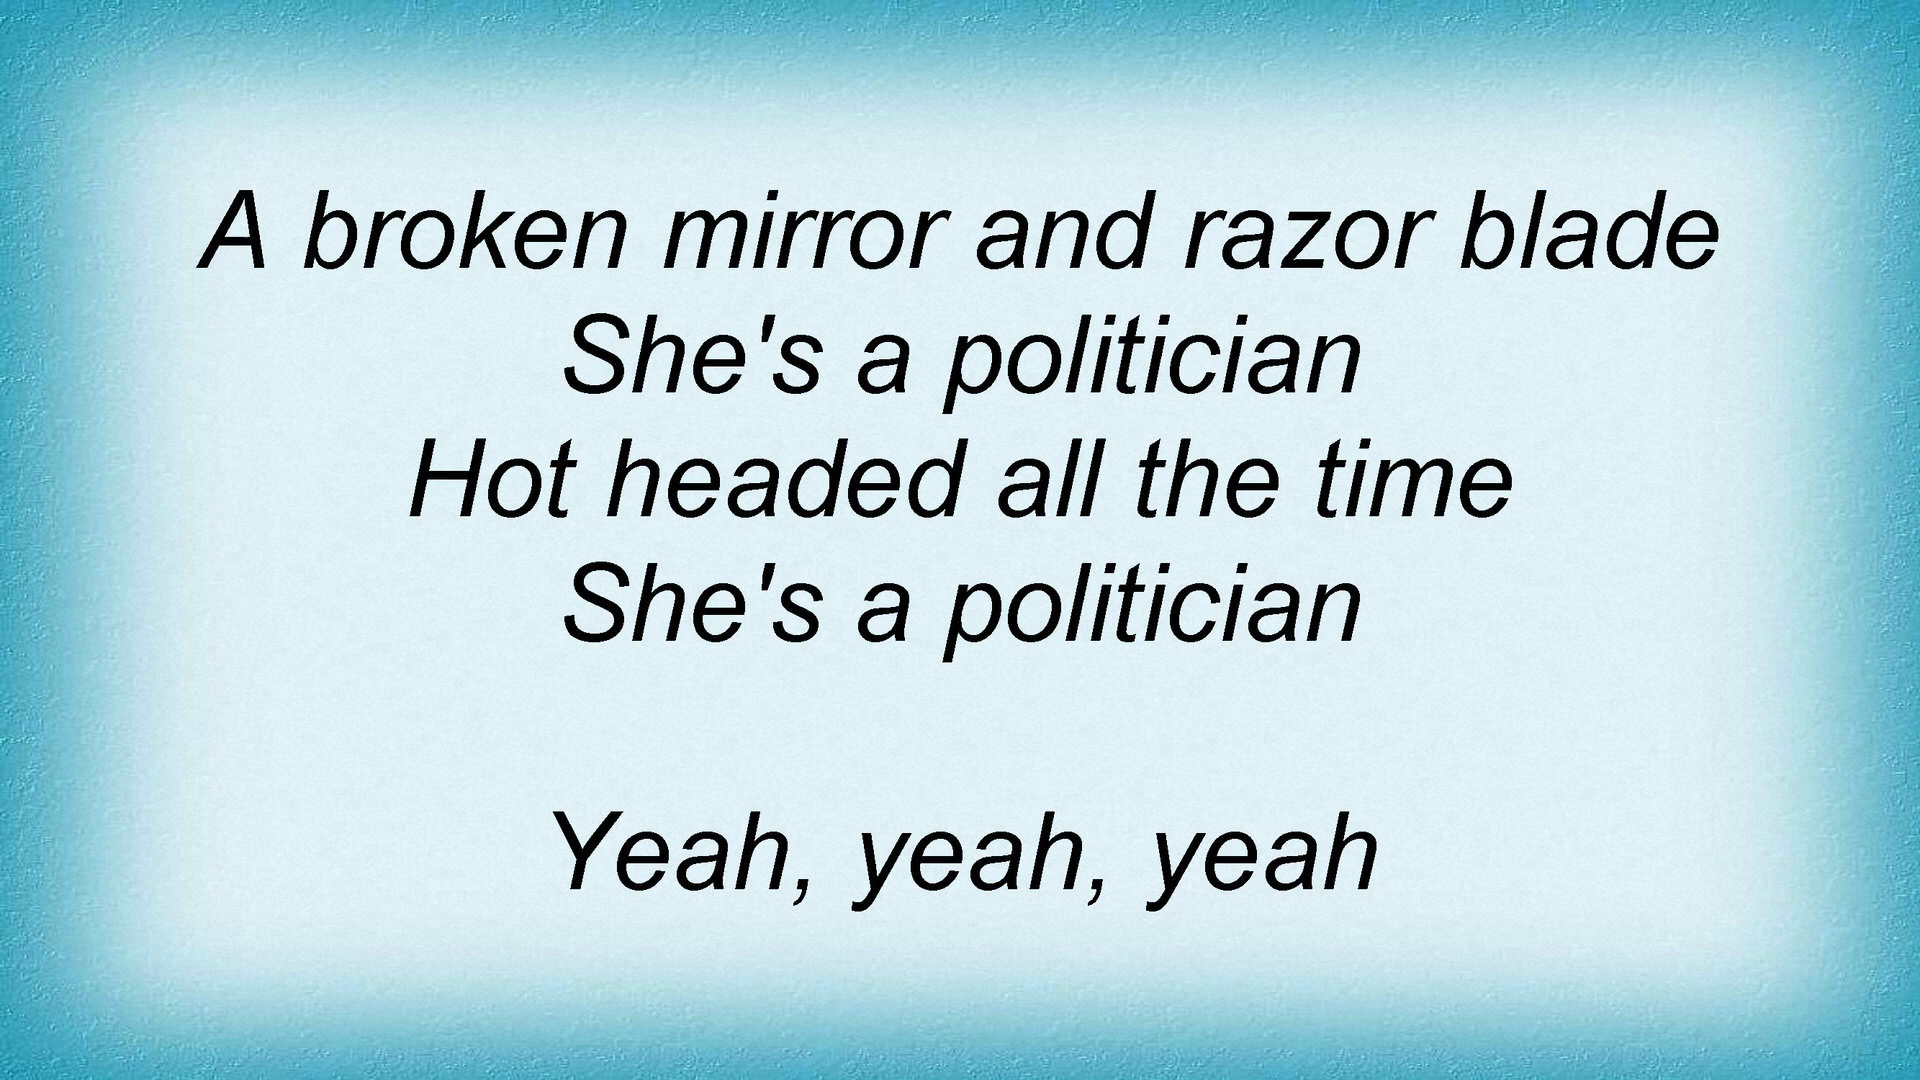 A broken mirror and razor blade
She's a politician
Hot headed all the time
She's a politician
Yeah, yeah, yeah